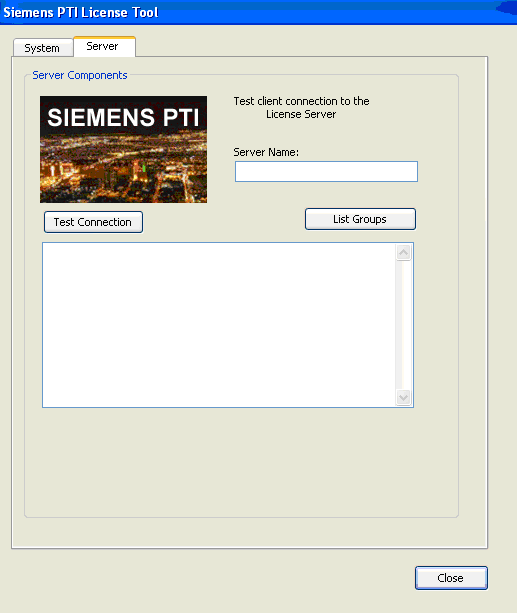 Siemens PTI License Tool
System
Server
Server Components
SIEMENS PTI
Test client connection to the
License Server
Server Name:
Test Connection
List Groups
Close